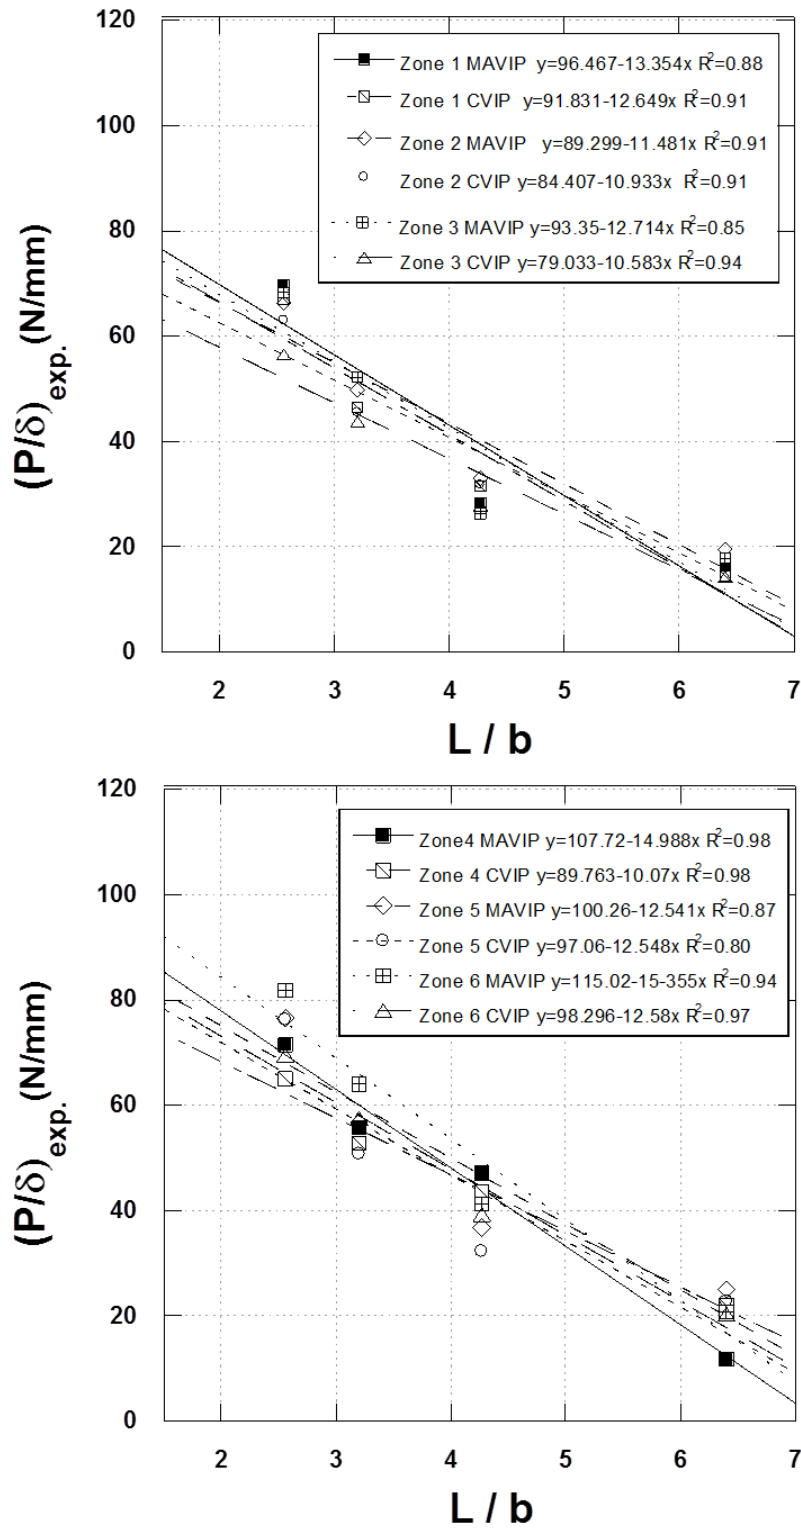 120
100
80
60
40
20
0
(P/δ)exp. (N/mm)
Zone 1 MAVIP y=96.467-13.354x R²=0.88
Zone 1 CVIP y=91.831-12.649x R²=0.91
Zone 2 MAVIP y=89.299-11.481x R²=0.91
Zone 2 CVIP y=84.407-10.933x R²=0.91
Zone 3 MAVIP y=93.35-12.714x R²=0.85
Zone 3 CVIP y=79.033-10.583x R²=0.94
2 3 4 5 6 7
L / b
120
100
80
60
40
20
0
(P/δ)exp. (N/mm)
Zone4 MAVIP y=107.72-14.988x R²=0.98
Zone 4 CVIP y=89.763-10.07x R²=0.98
Zone 5 MAVIP y=100.26-12.541x R²=0.87
Zone 5 CVIP y=97.06-12.548x R²=0.80
Zone 6 MAVIP y=115.02-15-355x R²=0.94
Zone 6 CVIP y=98.296-12.58x R²=0.97
2 3 4 5 6 7
L / b